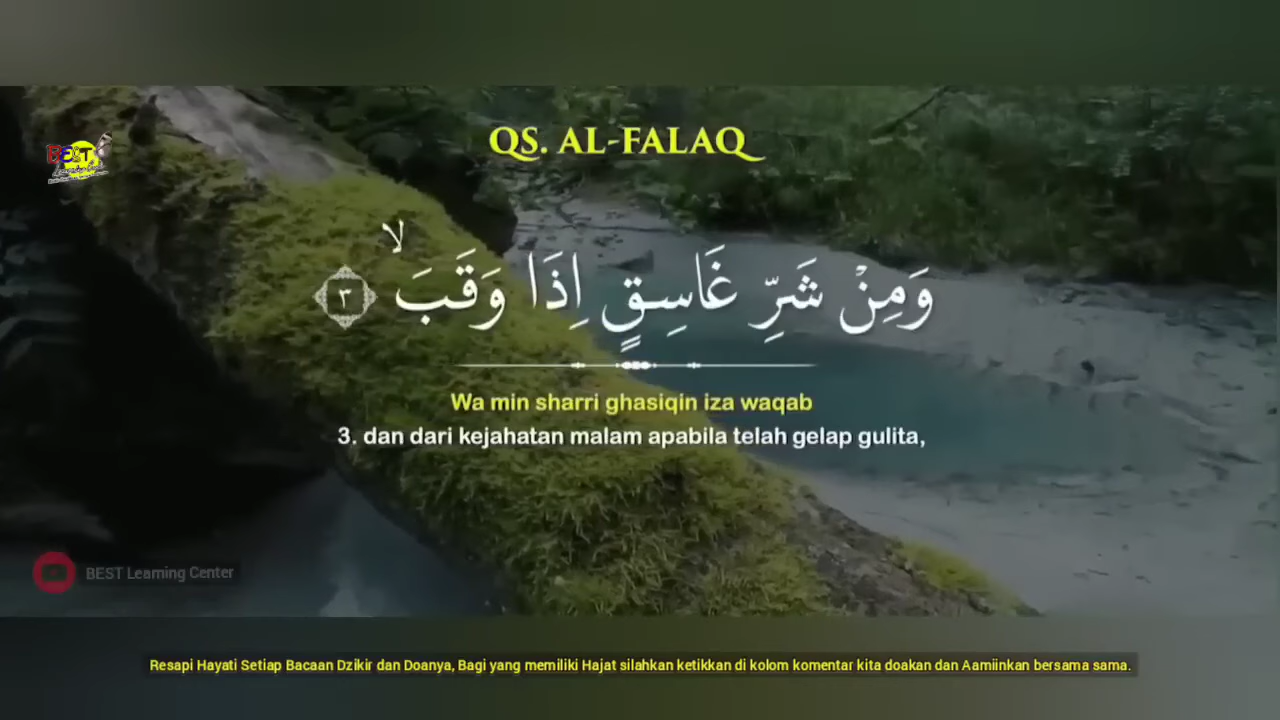 BEST
QS. AL-FALAQ
وَمِنْ شَرِّ غَاسِقٍ اِذَا وَقَبَۙ ٣
Wa min sharri ghasiqin iza waqab
3. dan dari kejahatan malam apabila telah gelap gulita,
BEST Learning Center
Resapi Hayati Setiap Bacaan Dzikir dan Doanya, Bagi yang memiliki Hajat silahkan ketikkan di kolom komentar kita doakan dan Aamiinkan bersama sama.